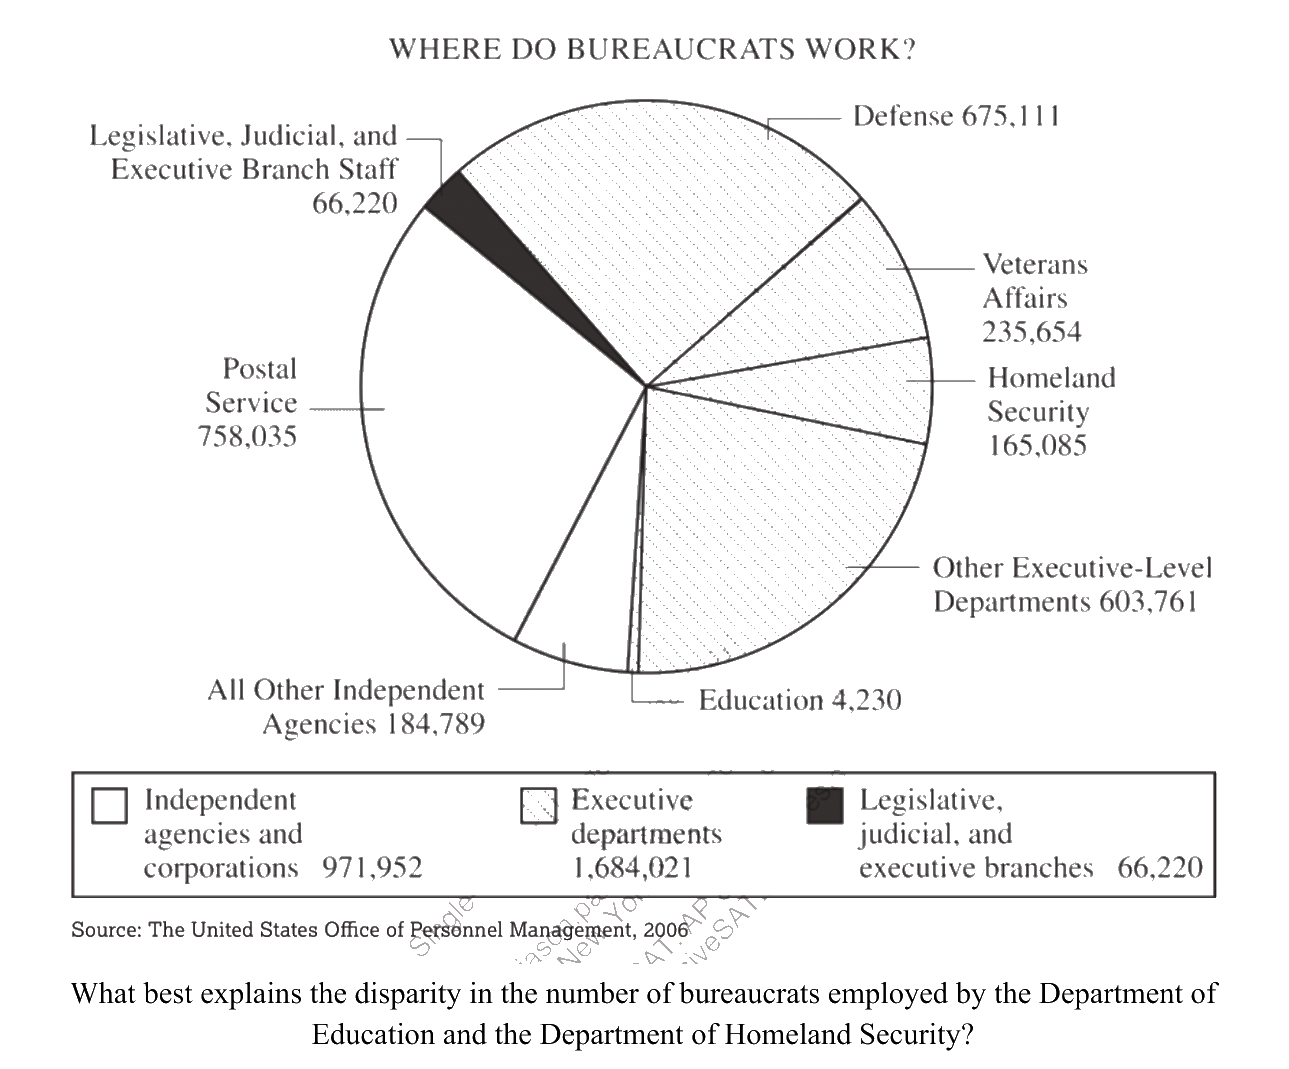 WHERE DO BUREAUCRATS WORK?
Legislative, Judicial, and
Executive Branch Staff
66,220
Defense 675,111
Veterans
Affairs
235,654
Homeland
Security
165,085
Postal
Service
758,035
Other Executive-Level
Departments 603,761
All Other Independent
Agencies 184,789
Education 4,230
Independent
agencies and
corporations 971,952
Executive
departments
1,684,021
Legislative,
judicial, and
executive branches 66,220
Source: The United States Office of Personnel Management, 2006
Single
New Yo
What best explains the disparity in the number of bureaucrats employed by the Department of
Education and the Department of Homeland Security?